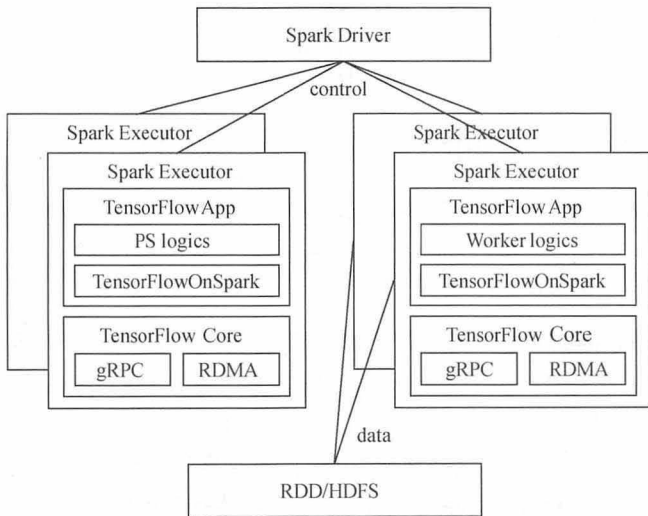 Spark Driver
control
Spark Executor
Spark Executor
TensorFlow App
PS logics
TensorFlowOnSpark
TensorFlow Core
gRPC
RDMA
Spark Executor
Spark Executor
TensorFlow App
Worker logics
TensorFlowOnSpark
TensorFlow Core
gRPC
RDMA
data
RDD/HDFS